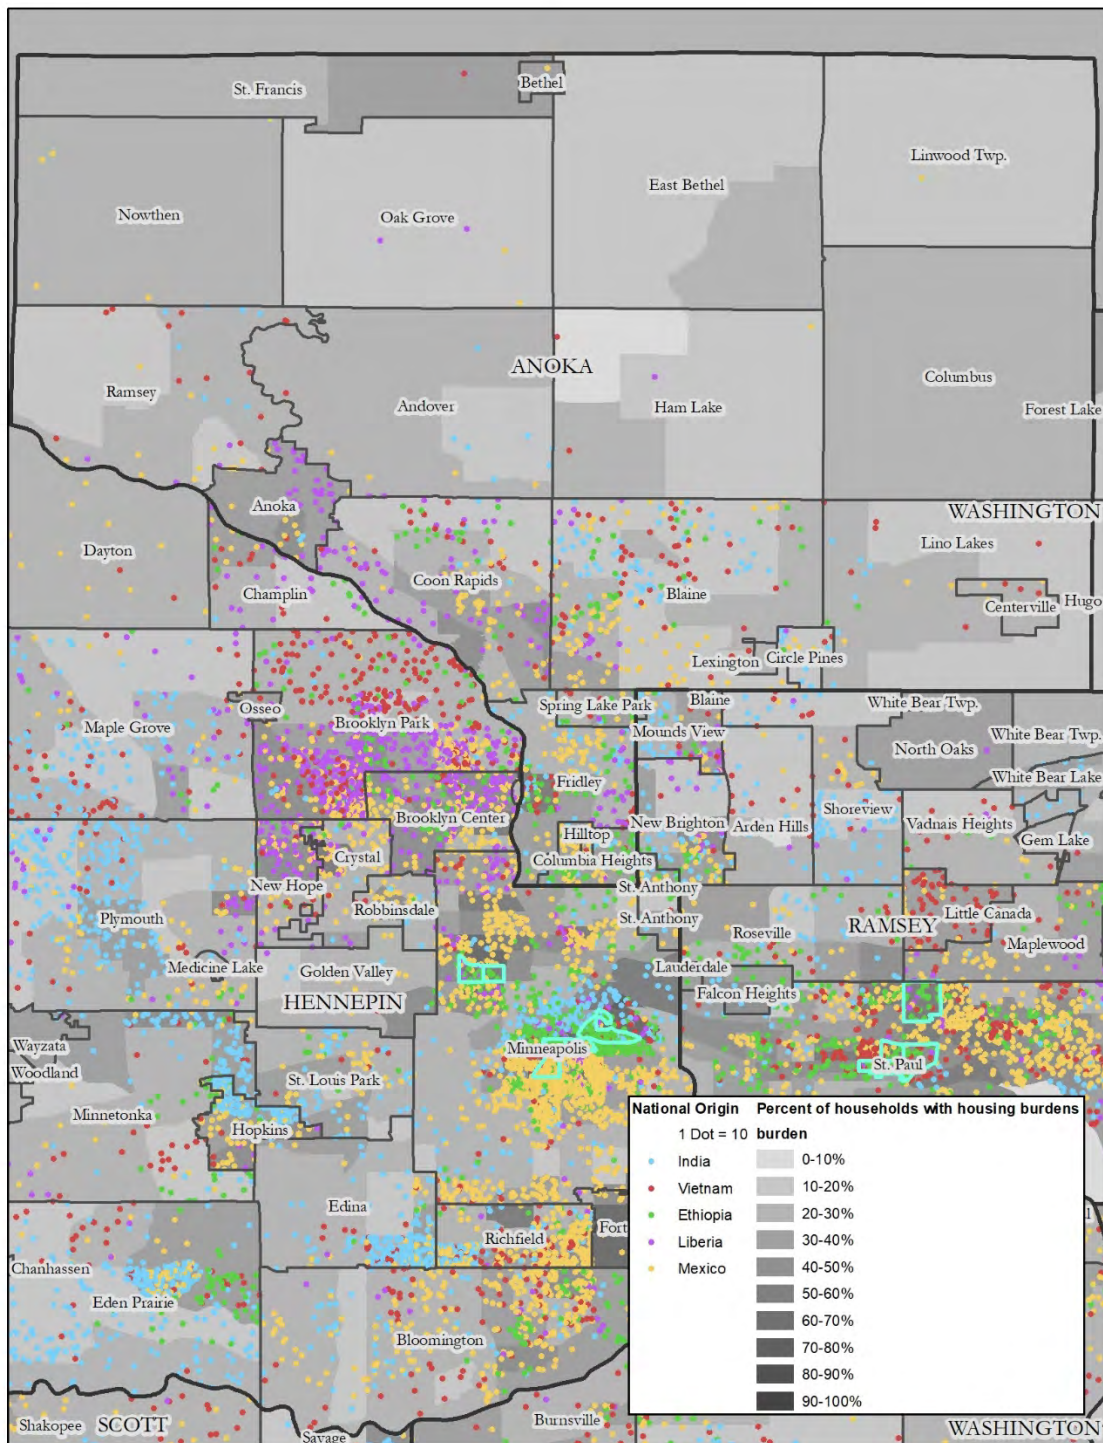 St. Francis
Bethel
Linwood Twp.
East Bethel
Nowthen
Oak Grove
ANOKA
Ramsey
Andover
Ham Lake
Columbus
Forest Lake
Anoka
WASHINGTON
Dayton
Lino Lakes
Champlin
Coon Rapids
Blaine
Centerville
Hugo
Lexington
Circle Pines
Osseo
Spring Lake Park
Blaine
White Bear Twp.
Maple Grove
Brooklyn Park
Mounds View
North Oaks
White Bear Twp.
White Bear Lake
Fridley
Brooklyn Center
New Brighton
Arden Hills
Shoreview
Vadnais Heights
Hilltop
Gem Lake
Crystal
Columbia Heights
New Hope
St. Anthony
Robbinsdale
Plymouth
St. Anthony
Roseville
RAMSEY
Little Canada
Maplewood
Medicine Lake
Golden Valley
Lauderdale
Falcon Heights
HENNEPIN
Wayzata
Woodland
Minneapolis
St. Paul
St. Louis Park
Minnetonka
Hopkins
Edina
Richfield
Fort
Chanhassen
Eden Prairie
Bloomington
National Origin
1 Dot = 10
India
Vietnam
Ethiopia
Liberia
Mexico
Percent of households with housing burdens
burden
0-10%
10-20%
20-30%
30-40%
40-50%
50-60%
60-70%
70-80%
80-90%
90-100%
l
Shakopee
SCOTT
Savage
Burnsville
WASHINGTON